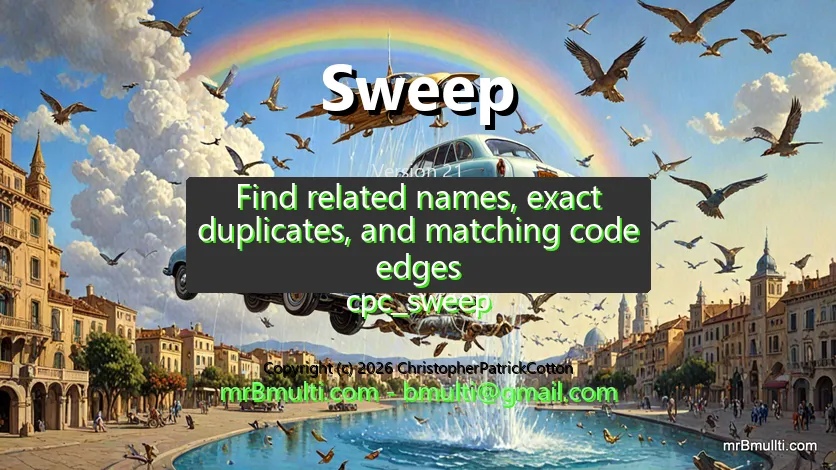 Sweep
Version 21
Find related names, exact
duplicates, and matching code
edges
cpc_sweep
Copyright (c) 2026 ChristopherPatrickCotton
mrBmulti.com - bmulti@gmail.com
mrBmullti.com